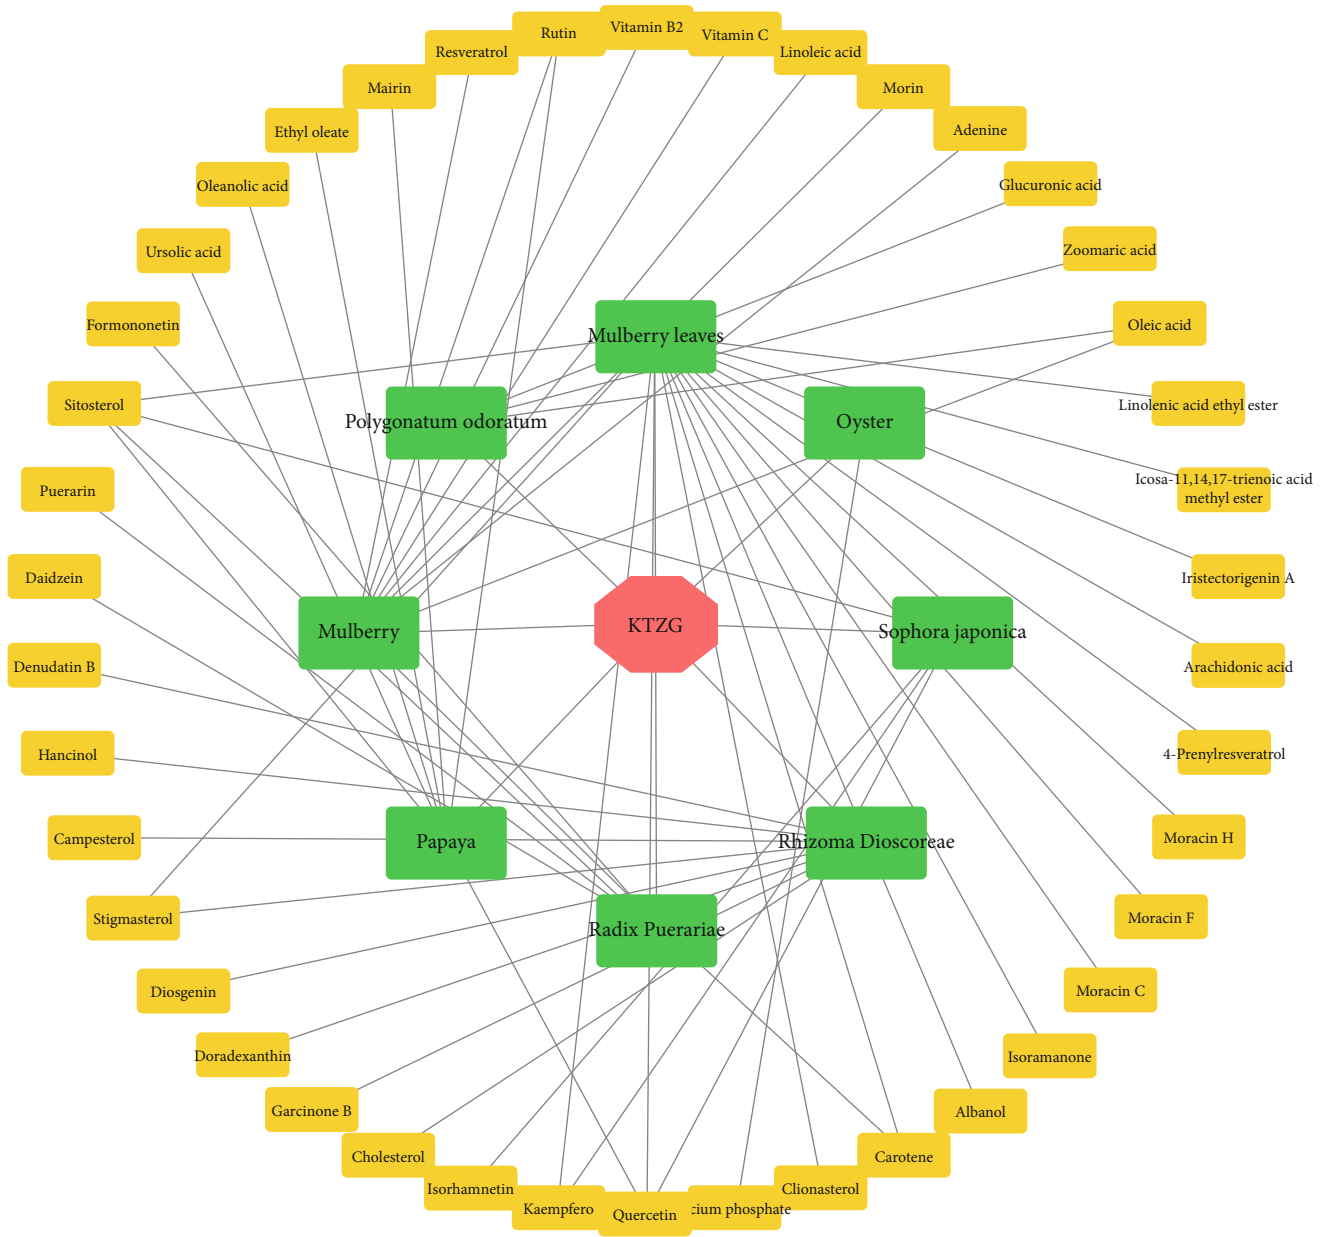 Vitamin B2
Rutin
Vitamin C
Resveratrol
Linoleic acid
Mairin
Morin
Ethyl oleate
Adenine
Oleanolic acid
Glucuronic acid
Ursolic acid
Zoomaric acid
Formononetin
Oleic acid
Mulberry leaves
Sitosterol
Linolenic acid ethyl ester
Polygonatum odoratum
Oyster
Puerarin
Icosa-11,14,17-trienoic acid
methyl ester
Daidzein
Iristectorigenin A
KTZG
Mulberry
Sophora japonica
Denudatin B
Arachidonic acid
Hancinol
4-Prenylresveratrol
Campesterol
Moracin H
Papaya
Rhizoma Dioscoreae
Stigmasterol
Moracin F
Radix Puerariae
Diosgenin
Moracin C
Doradexanthin
Isoramanone
Garcinone B
Albanol
Cholesterol
Carotene
Isorhamnetin
Clionasterol
Kaempfero
Quercetin
cium phosphate